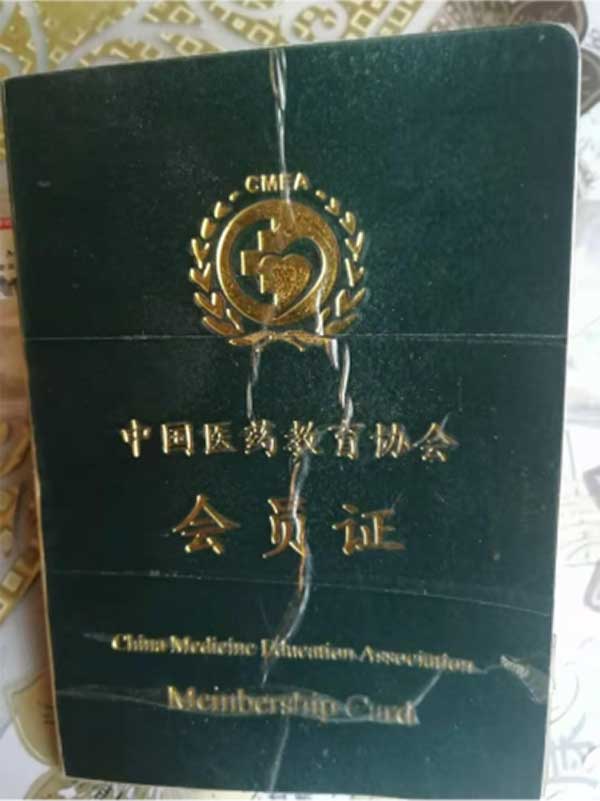 CMEA
中国医药教育协会
会员证
China Medicine Education Association
Membership Card